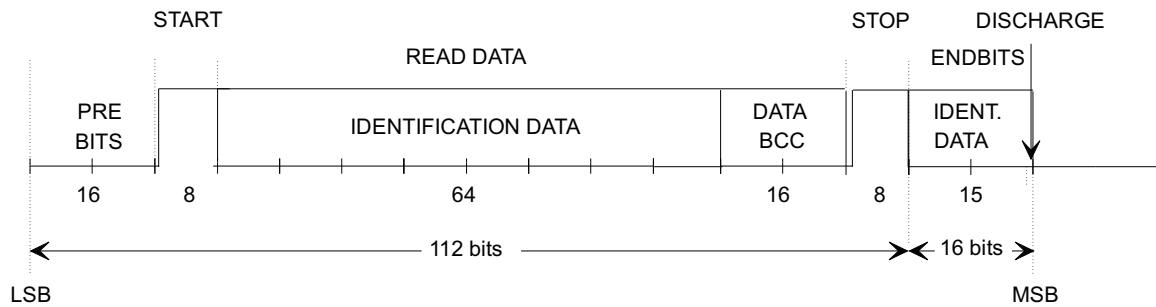 START STOP DISCHARGE
READ DATA ENDBITS
PRE BITS IDENTIFICATION DATA DATA BCC IDENT. DATA
16 8 64 16 8 15
112 bits 16 bits
LSB MSB